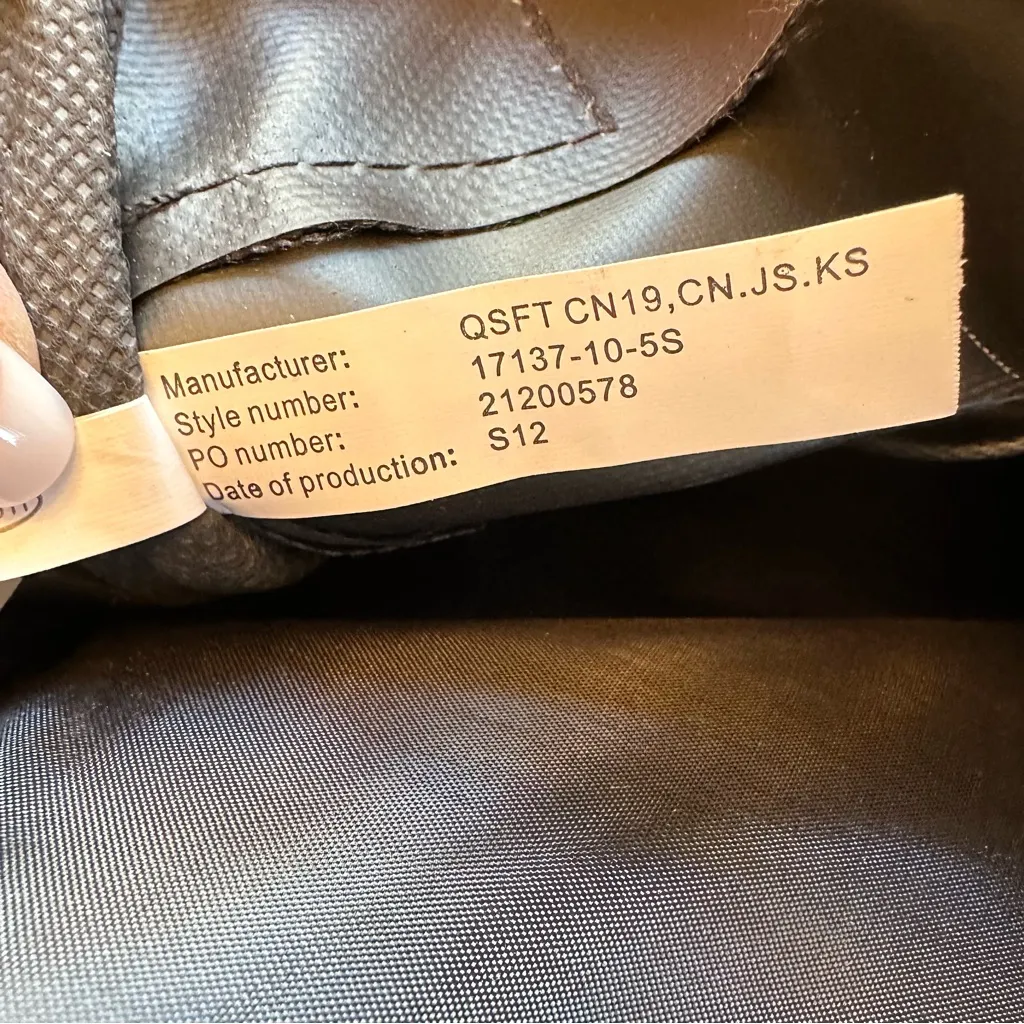 Manufacturer: QSFT CN19,CN.JS.KS
Style number: 17137-10-5S
PO number: 21200578
Date of production: S12